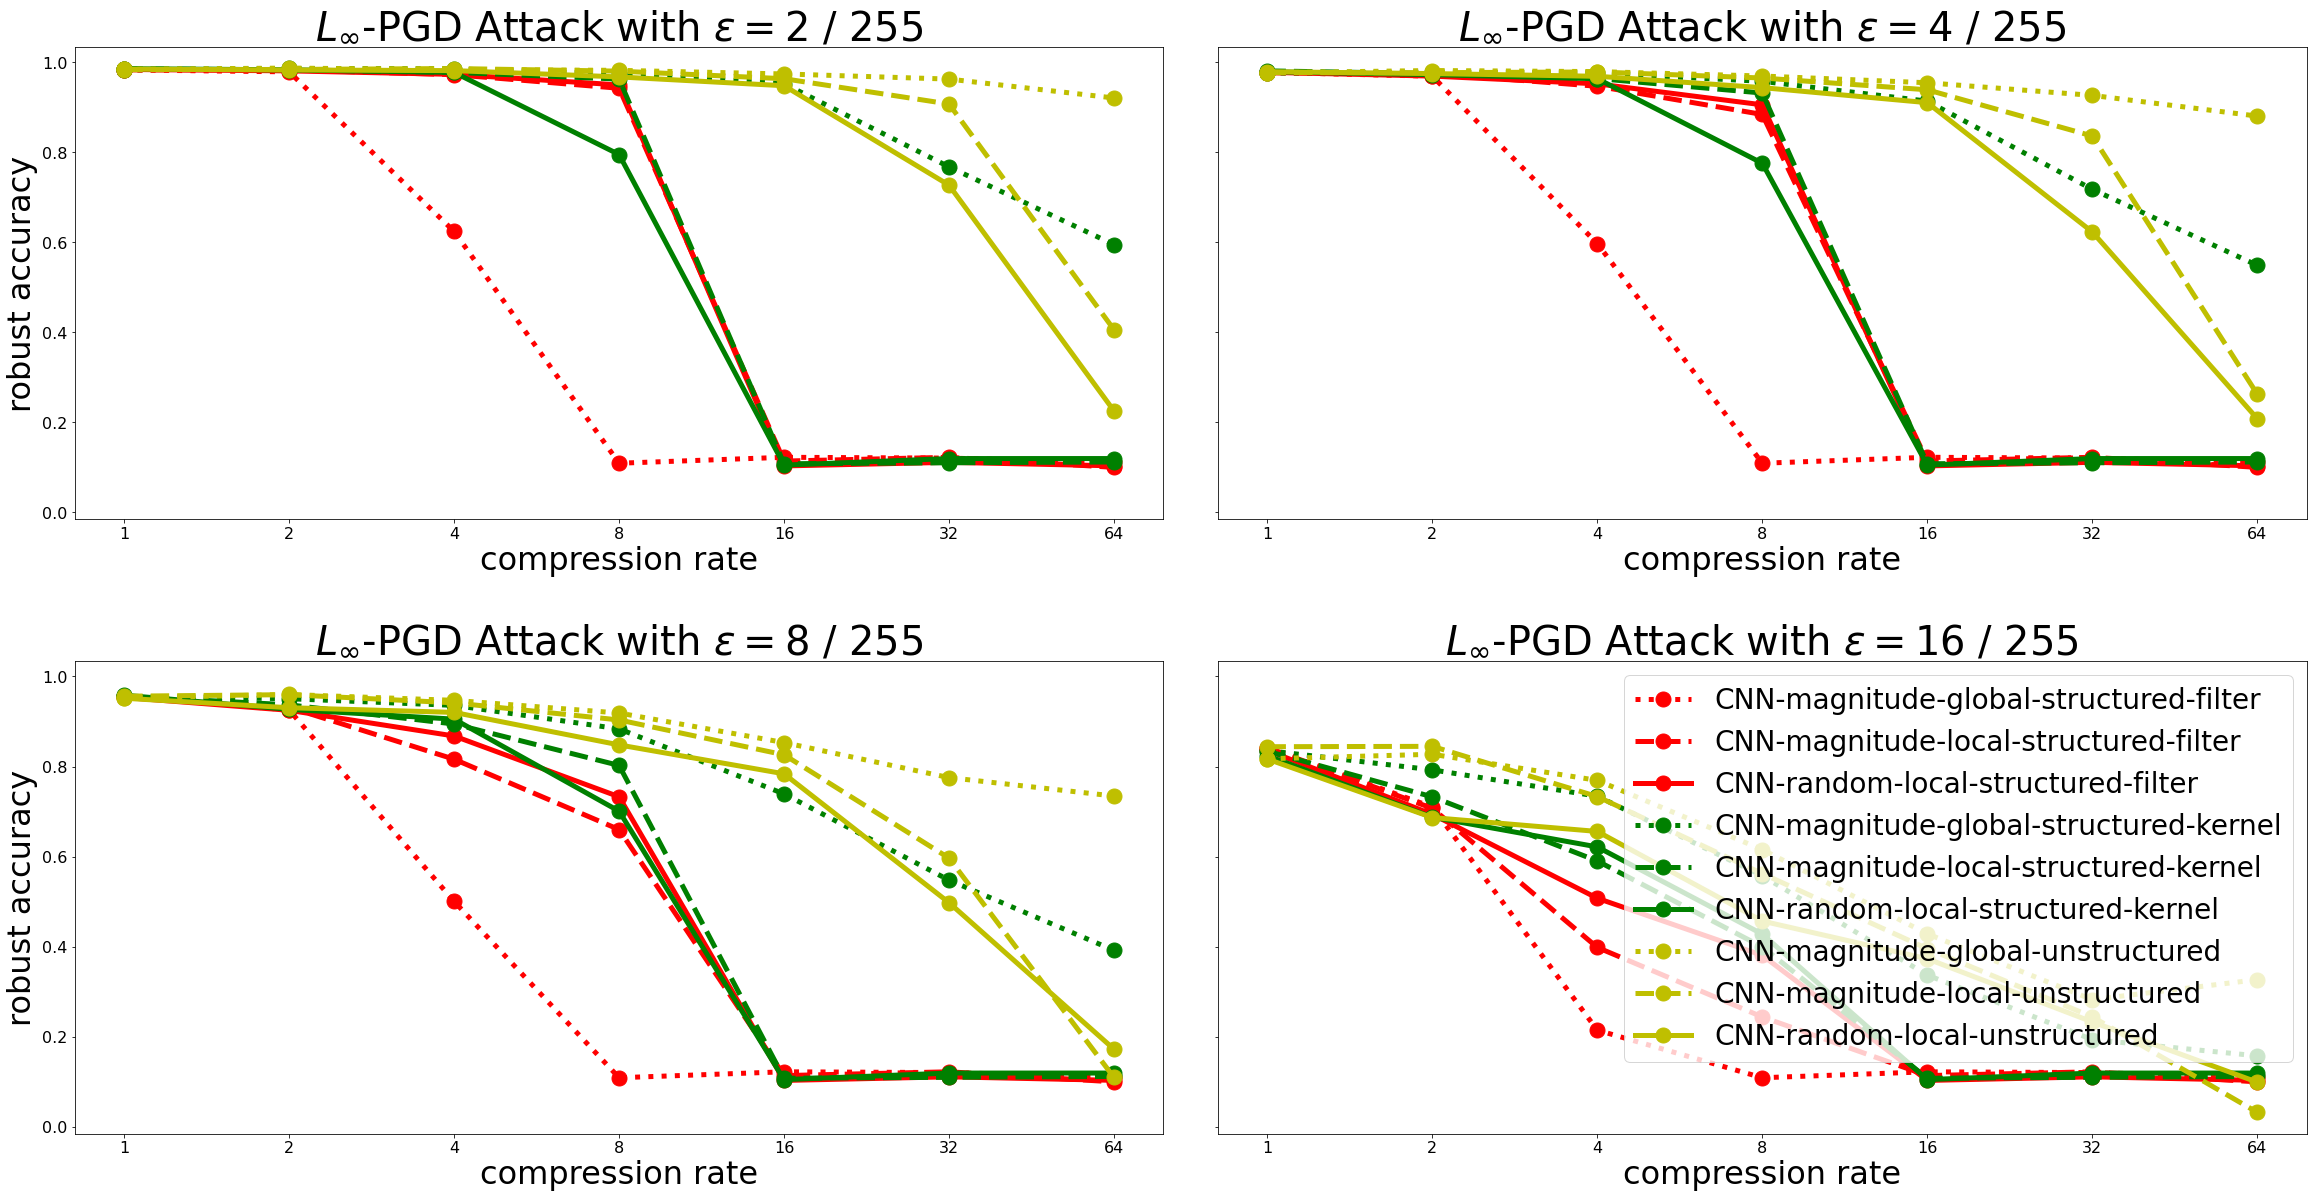 L∞-PGD Attack with ε = 2 / 255
L∞-PGD Attack with ε = 4 / 255
robust accuracy
1.0
0.8
0.6
0.4
0.2
0.0
1 2 4 8 16 32 64
compression rate
1 2 4 8 16 32 64
compression rate
L∞-PGD Attack with ε = 8 / 255
L∞-PGD Attack with ε = 16 / 255
robust accuracy
1.0
0.8
0.6
0.4
0.2
0.0
CNN-magnitude-global-structured-filter
CNN-magnitude-local-structured-filter
CNN-random-local-structured-filter
CNN-magnitude-global-structured-kernel
CNN-magnitude-local-structured-kernel
CNN-random-local-structured-kernel
CNN-magnitude-global-unstructured
CNN-magnitude-local-unstructured
CNN-random-local-unstructured
1 2 4 8 16 32 64
compression rate
1 2 4 8 16 32 64
compression rate